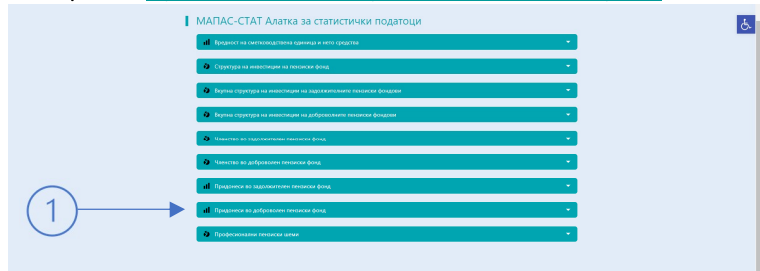 МАПАС-СТАТ Алатка за статистички податоци
Вредност на сметководствена единица и нето средства
Структура на инвестиции на пензиски фонд
Вкупна структура на инвестиции на задолжителните пензиски фондови
Вкупна структура на инвестиции на доброволните пензиски фондови
Членство во задолжителен пензиски фонд
Членство во доброволен пензиски фонд
Придонеси во задолжителен пензиски фонд
1
Придонеси во доброволен пензиски фонд
Професионални пензиски шеми